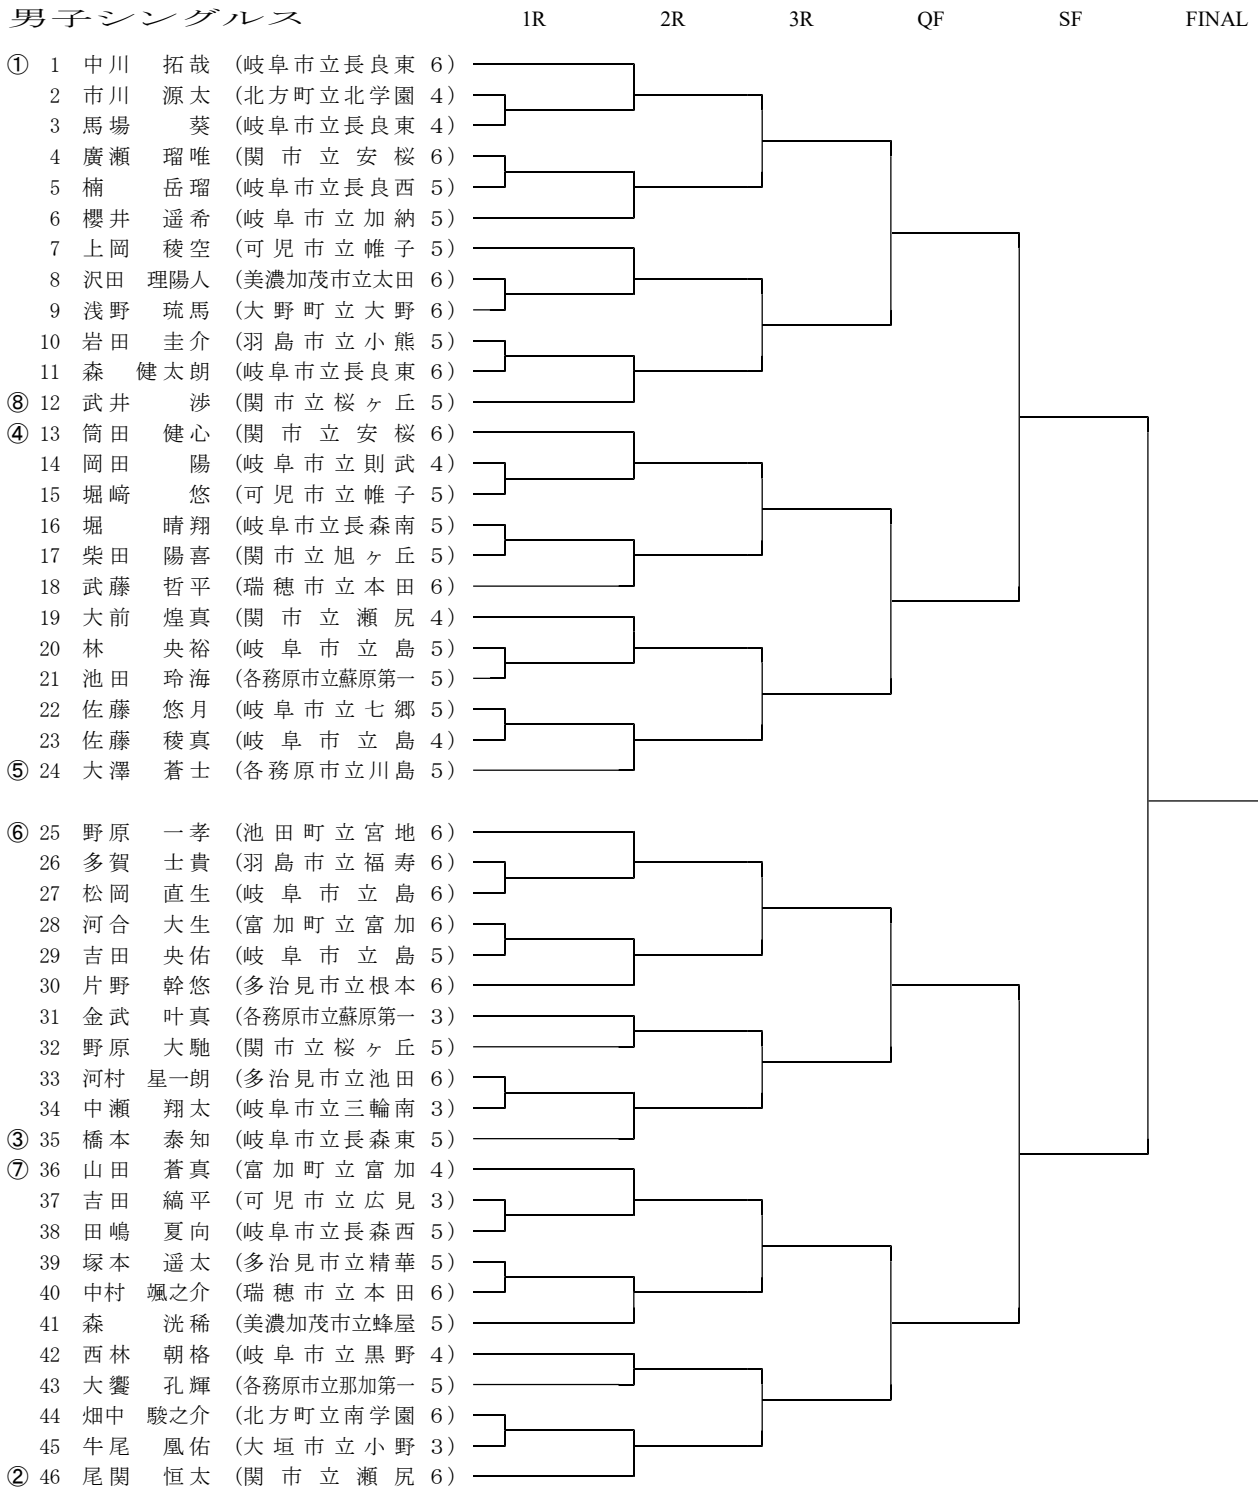 男子シングルス 1R 2R 3R QF SF FINAL
① 1 中川 拓哉 (岐阜市立長良東 6)
2 市川 源太 (北方町立北学園 4)
3 馬場 葵 (岐阜市立長良東 4)
4 廣瀬 瑠唯 (関市立安桜 6)
5 楠 岳瑠 (岐阜市立長良西 5)
6 櫻井 遥希 (岐阜市立加納 5)
7 上岡 稜空 (可児市立帷子 5)
8 沢田 理陽人 (美濃加茂市立太田 6)
9 浅野 琉馬 (大野町立大野 6)
10 岩田 圭介 (羽島市立小熊 5)
11 森 健太朗 (岐阜市立長良東 6)
⑧ 12 武井 渉 (関市立桜ヶ丘 5)
④ 13 筒田 健心 (関市立安桜 6)
14 岡田 陽 (岐阜市立則武 4)
15 堀﨑 悠 (可児市立帷子 5)
16 堀 晴翔 (岐阜市立長森南 5)
17 柴田 陽喜 (関市立旭ヶ丘 5)
18 武藤 哲平 (瑞穂市立本田 6)
19 大前 煌真 (関市立瀬尻 4)
20 林 央裕 (岐阜市立島 5)
21 池田 玲海 (各務原市立蘇原第一 5)
22 佐藤 悠月 (岐阜市立七郷 5)
23 佐藤 稜真 (岐阜市立島 4)
⑤ 24 大澤 蒼士 (各務原市立川島 5)
⑥ 25 野原 一孝 (池田町立宮地 6)
26 多賀 士貴 (羽島市立福寿 6)
27 松岡 直生 (岐阜市立島 6)
28 河合 大生 (富加町立富加 6)
29 吉田 央佑 (岐阜市立島 5)
30 片野 幹悠 (多治見市立根本 6)
31 金武 叶真 (各務原市立蘇原第一 3)
32 野原 大馳 (関市立桜ヶ丘 5)
33 河村 星一朗 (多治見市立池田 6)
34 中瀬 翔太 (岐阜市立三輪南 3)
③ 35 橋本 泰知 (岐阜市立長森東 5)
⑦ 36 山田 蒼真 (富加町立富加 4)
37 吉田 縞平 (可児市立広見 3)
38 田嶋 夏向 (岐阜市立長森西 5)
39 塚本 遥太 (多治見市立精華 5)
40 中村 颯之介 (瑞穂市立本田 6)
41 森 洸稀 (美濃加茂市立蜂屋 5)
42 西林 朝格 (岐阜市立黒野 4)
43 大饗 孔輝 (各務原市立那加第一 5)
44 畑中 駿之介 (北方町立南学園 6)
45 牛尾 凰佑 (大垣市立小野 3)
② 46 尾関 恒太 (関市立瀬尻 6)